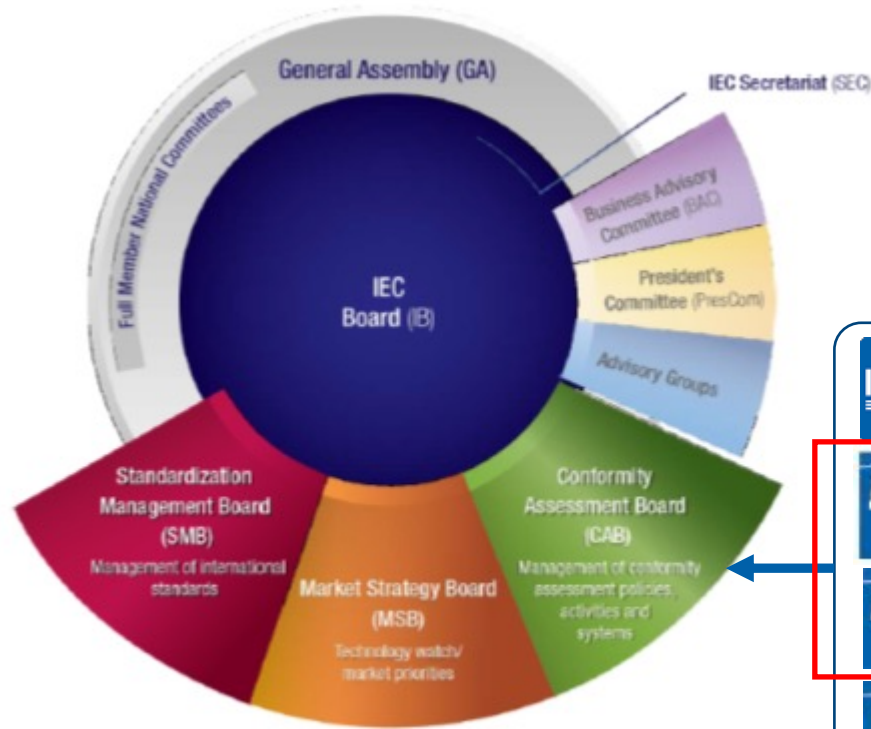 General Assembly (GA)
IEC Secretariat (SEC)
Full Member National Committees
Business Advisory
Committee (BAC)
President's
Committee (PresCom)
Advisory Groups
IEC
Board (IB)
Standardization
Management Board
(SMB)
Management of international
standards
Market Strategy Board
(MSB)
Technology watch/
market priorities
Conformity
Assessment Board
(CAB)
Management of conformity
assessment policies,
activities and
systems